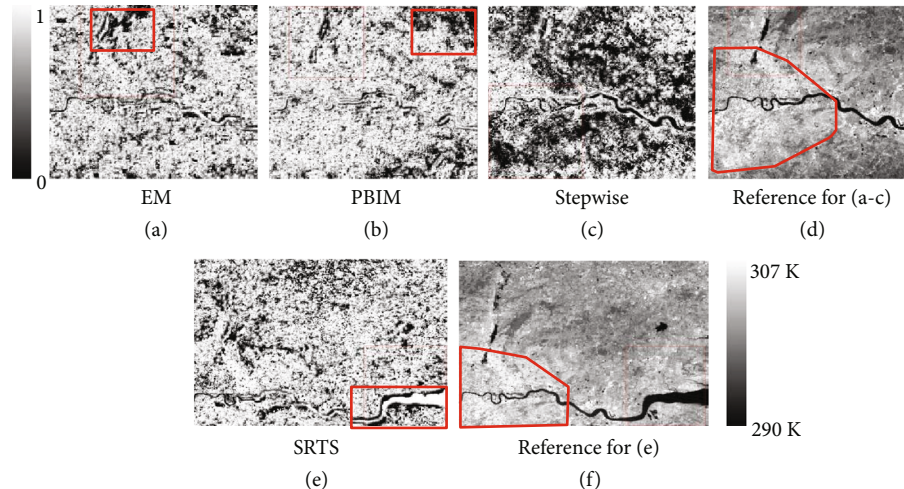 1
0
EM
PBIM
Stepwise
Reference for (a-c)
(a)
(b)
(c)
(d)
307 K
290 K
SRTS
Reference for (e)
(e)
(f)